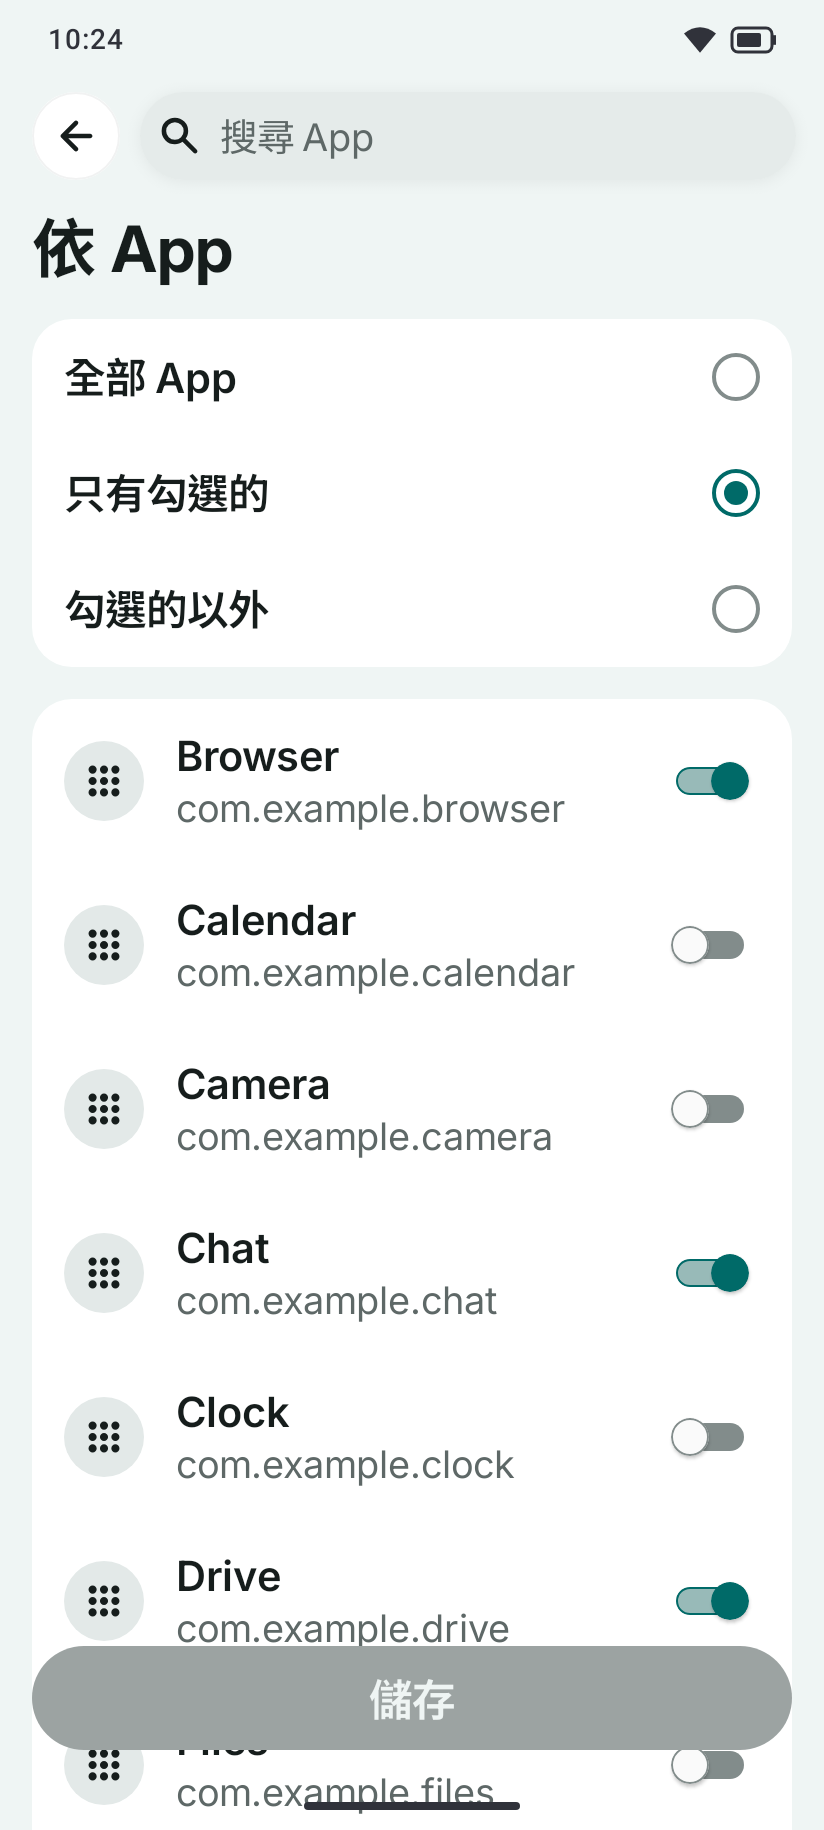 10:24
搜尋 App
依 App
全部 App
只有勾選的
勾選的以外
Browser
com.example.browser
Calendar
com.example.calendar
Camera
com.example.camera
Chat
com.example.chat
Clock
com.example.clock
Drive
com.example.drive
儲存
Files
com.example.files